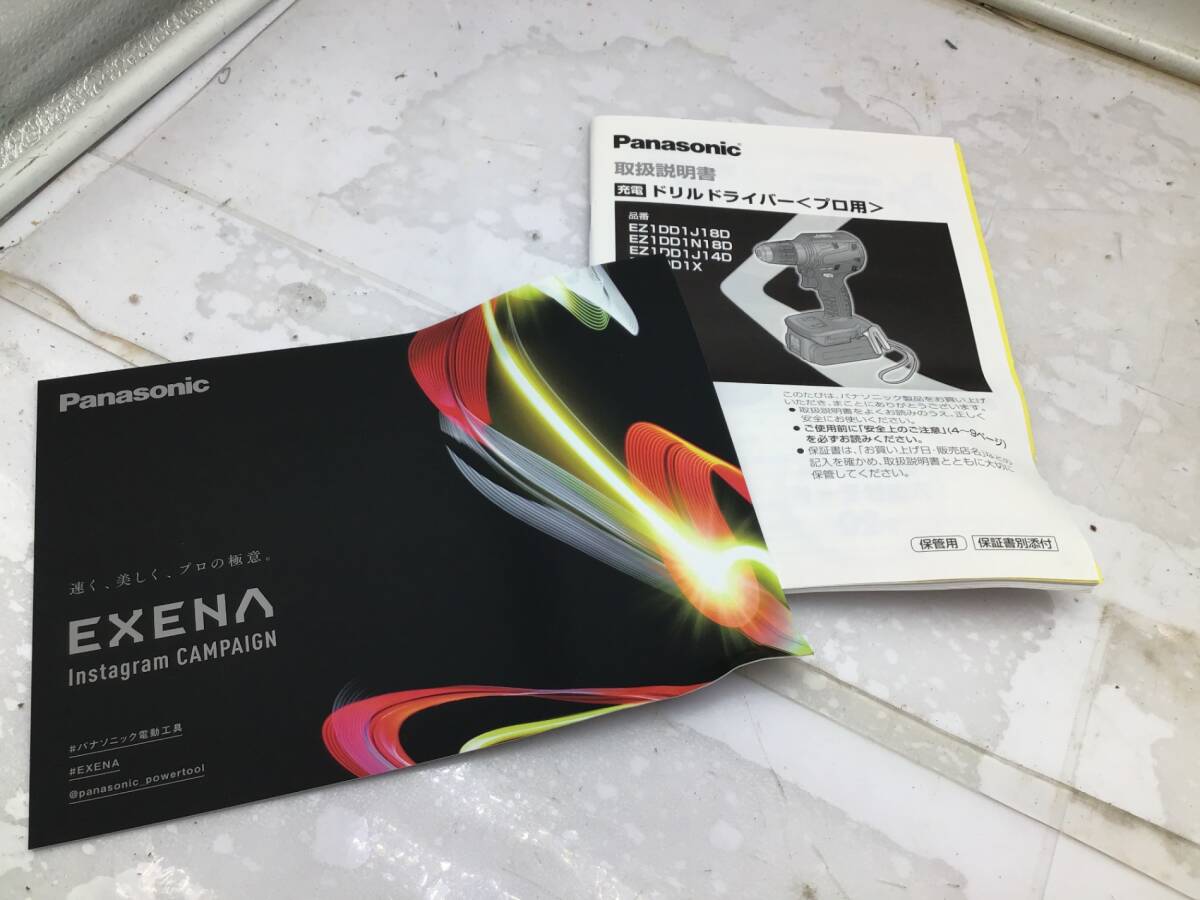 Panasonic
取扱説明書
充電 ドリルドライバー<プロ用>
品番
EZ1DD1J18D
EZ1DD1N18D
EZ1DD1J14D
D1X
このたびは、パナソニック製品をお買い上げ
いただき、まことにありがとうございます。
● 取扱説明書をよくお読みのうえ、正しく
安全にお使いください。
● ご使用前に「安全上のご注意」(4～9ページ)
を必ずお読みください。
● 保証書は、「お買い上げ日・販売店名」などの
記入を確かめ、取扱説明書とともに大切に
保管してください。
保管用 保証書別添付
Panasonic
速く、美しく、プロの極意。
EXENA
Instagram CAMPAIGN
#パナソニック電動工具
#EXENA
@panasonic_powertool